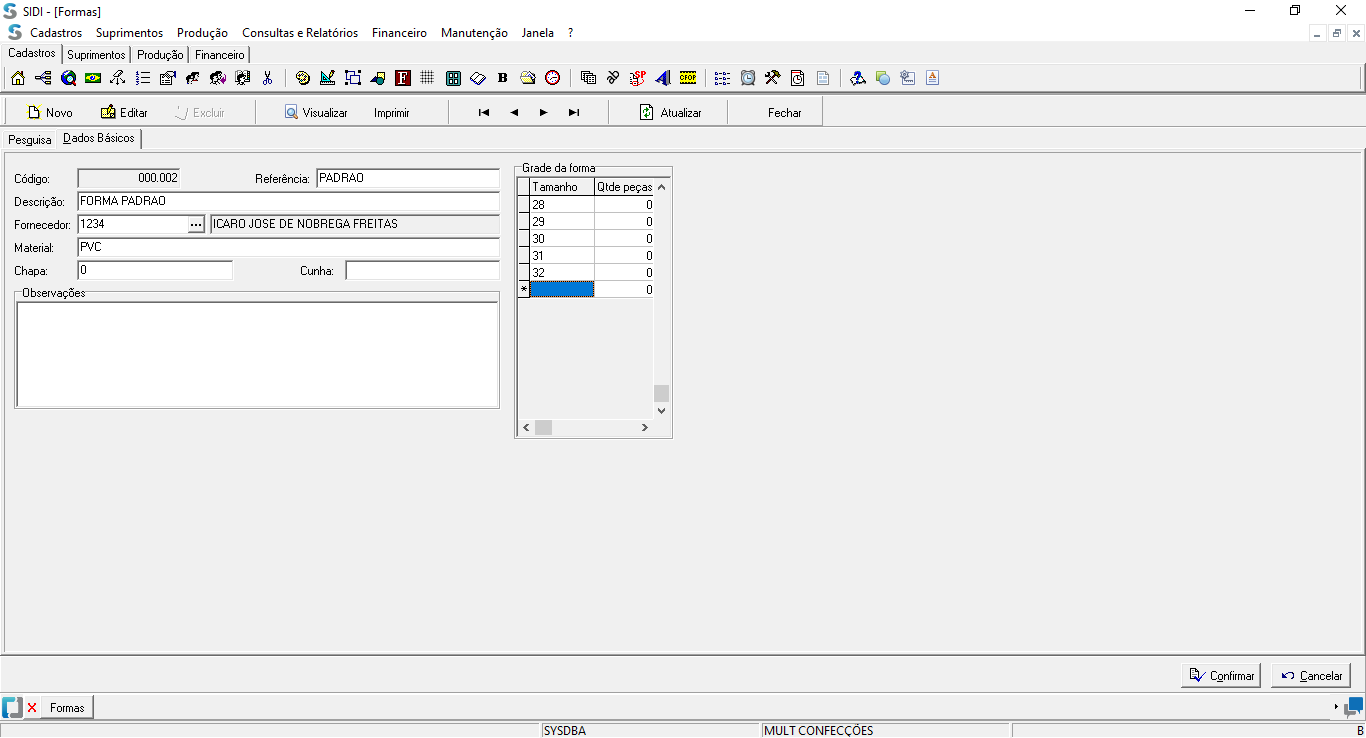 SIDI - [Formas]
Cadastros Suprimentos Produção Consultas e Relatórios Financeiro Manutenção Janela ?
Cadastros Suprimentos Produção Financeiro
F B SP CFOP A
Novo Editar Excluir Visualizar Imprimir Atualizar Fechar
Pesquisa Dados Básicos
Código: 000.002 Referência: PADRAO
Descrição: FORMA PADRAO
Fornecedor: 1234 ... ICARO JOSE DE NOBREGA FREITAS
Material: PVC
Chapa: 0 Cunha:
Observações
Grade da forma
Tamanho Qtde peças
28 0
29 0
30 0
31 0
32 0
* 0
Confirmar Cancelar
Formas
SYSDBA MULT CONFECÇÕES B